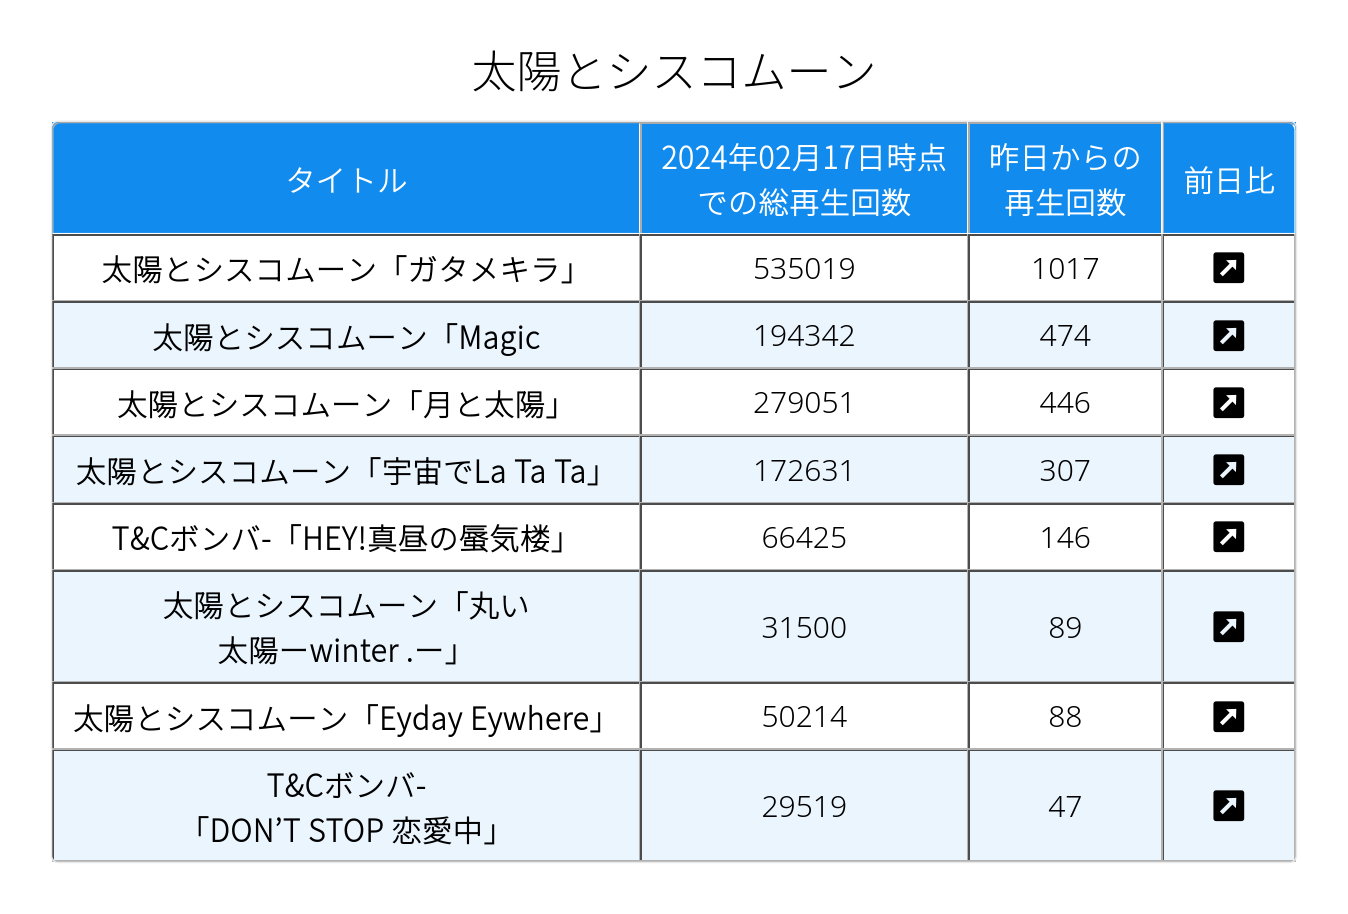 太陽とシスコムーン
タイトル
2024年02月17日時点
での総再生回数
昨日からの
再生回数
前日比
太陽とシスコムーン「ガタメキラ」
535019
1017
太陽とシスコムーン「Magic
194342
474
太陽とシスコムーン「月と太陽」
279051
446
太陽とシスコムーン「宇宙でLa Ta Ta」
172631
307
T&Cボンバ-「HEY!真昼の蜃気楼」
66425
146
太陽とシスコムーン「丸い
太陽ーwinter .ー」
31500
89
太陽とシスコムーン「Eyday Eywhere」
50214
88
T&Cボンバ-
「DON’T STOP 恋愛中」
29519
47